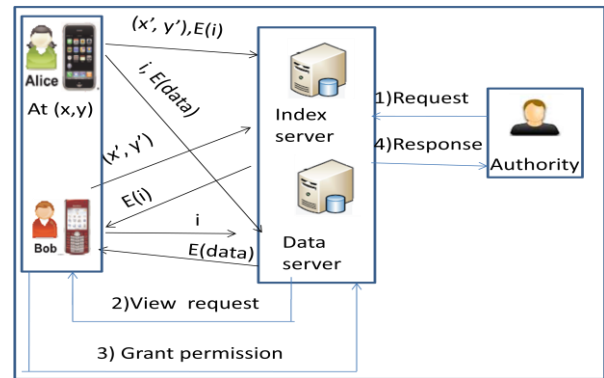 (x', y'),E(i)
Alice
At (x,y)
i, E(data)
Index
server
1)Request
4)Response
Authority
(x', y')
E(i)
i
Bob
E(data)
Data
server
2)View request
3) Grant permission